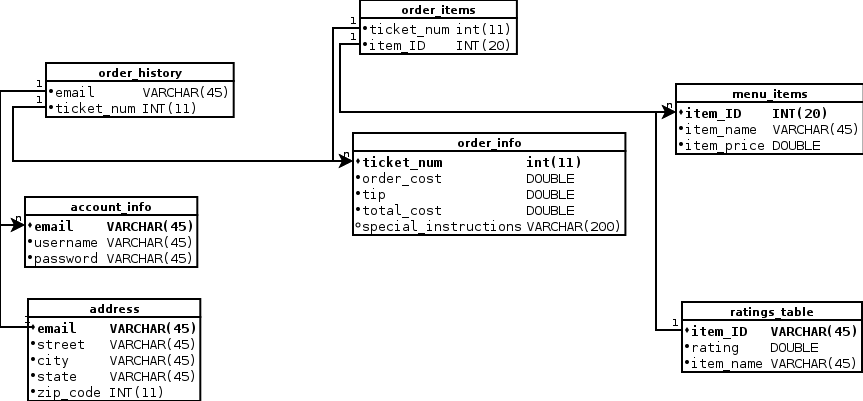 order_items
ticket_num int(11)
item_ID INT(20)
1
1
order_history
email VARCHAR(45)
ticket_num INT(11)
1
1
menu_items
item_ID INT(20)
item_name VARCHAR(45)
item_price DOUBLE
n
order_info
ticket_num int(11)
order_cost DOUBLE
tip DOUBLE
total_cost DOUBLE
special_instructions VARCHAR(200)
n
account_info
email VARCHAR(45)
username VARCHAR(45)
password VARCHAR(45)
n
address
email VARCHAR(45)
street VARCHAR(45)
city VARCHAR(45)
state VARCHAR(45)
zip_code INT(11)
1
ratings_table
item_ID VARCHAR(45)
rating DOUBLE
item_name VARCHAR(45)
1